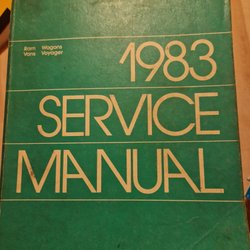 Ram Wagons
Vans Voyager
1983
SERVICE
MANUAL